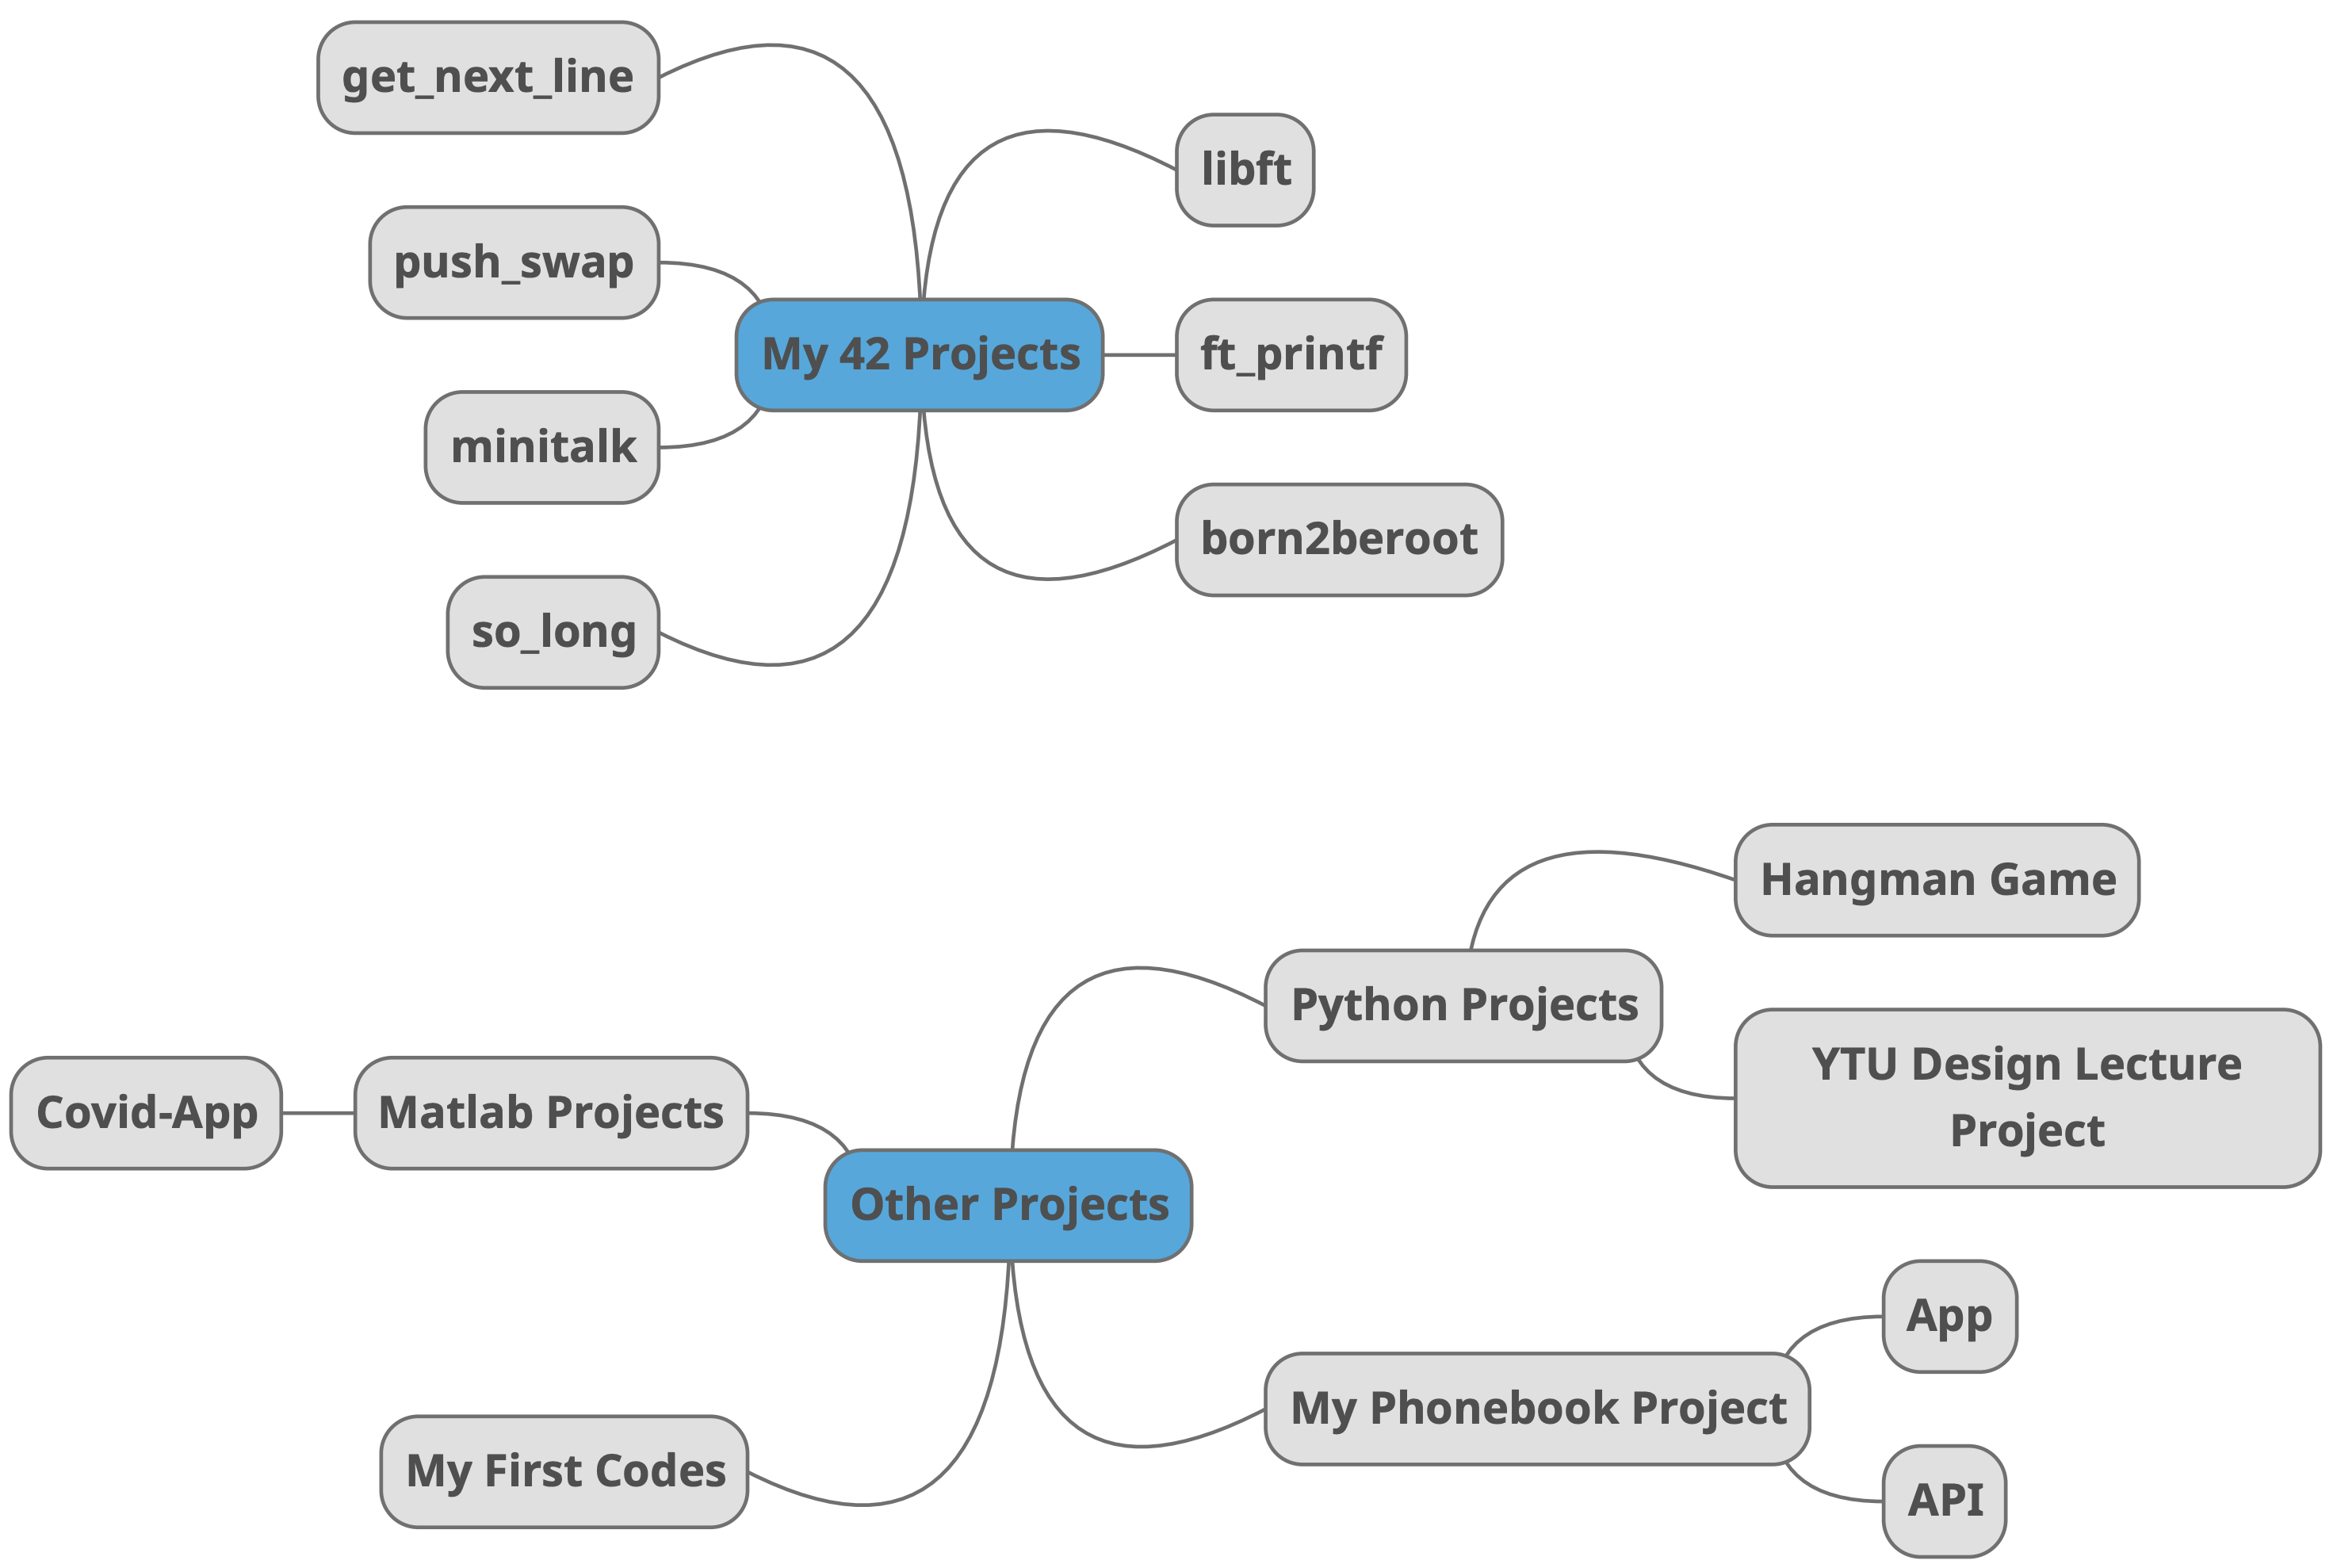 get_next_line
libft
push_swap
My 42 Projects
ft_printf
minitalk
born2beroot
so_long
Hangman Game
Python Projects
YTU Design Lecture
Project
Covid-App
Matlab Projects
Other Projects
App
My Phonebook Project
My First Codes
API